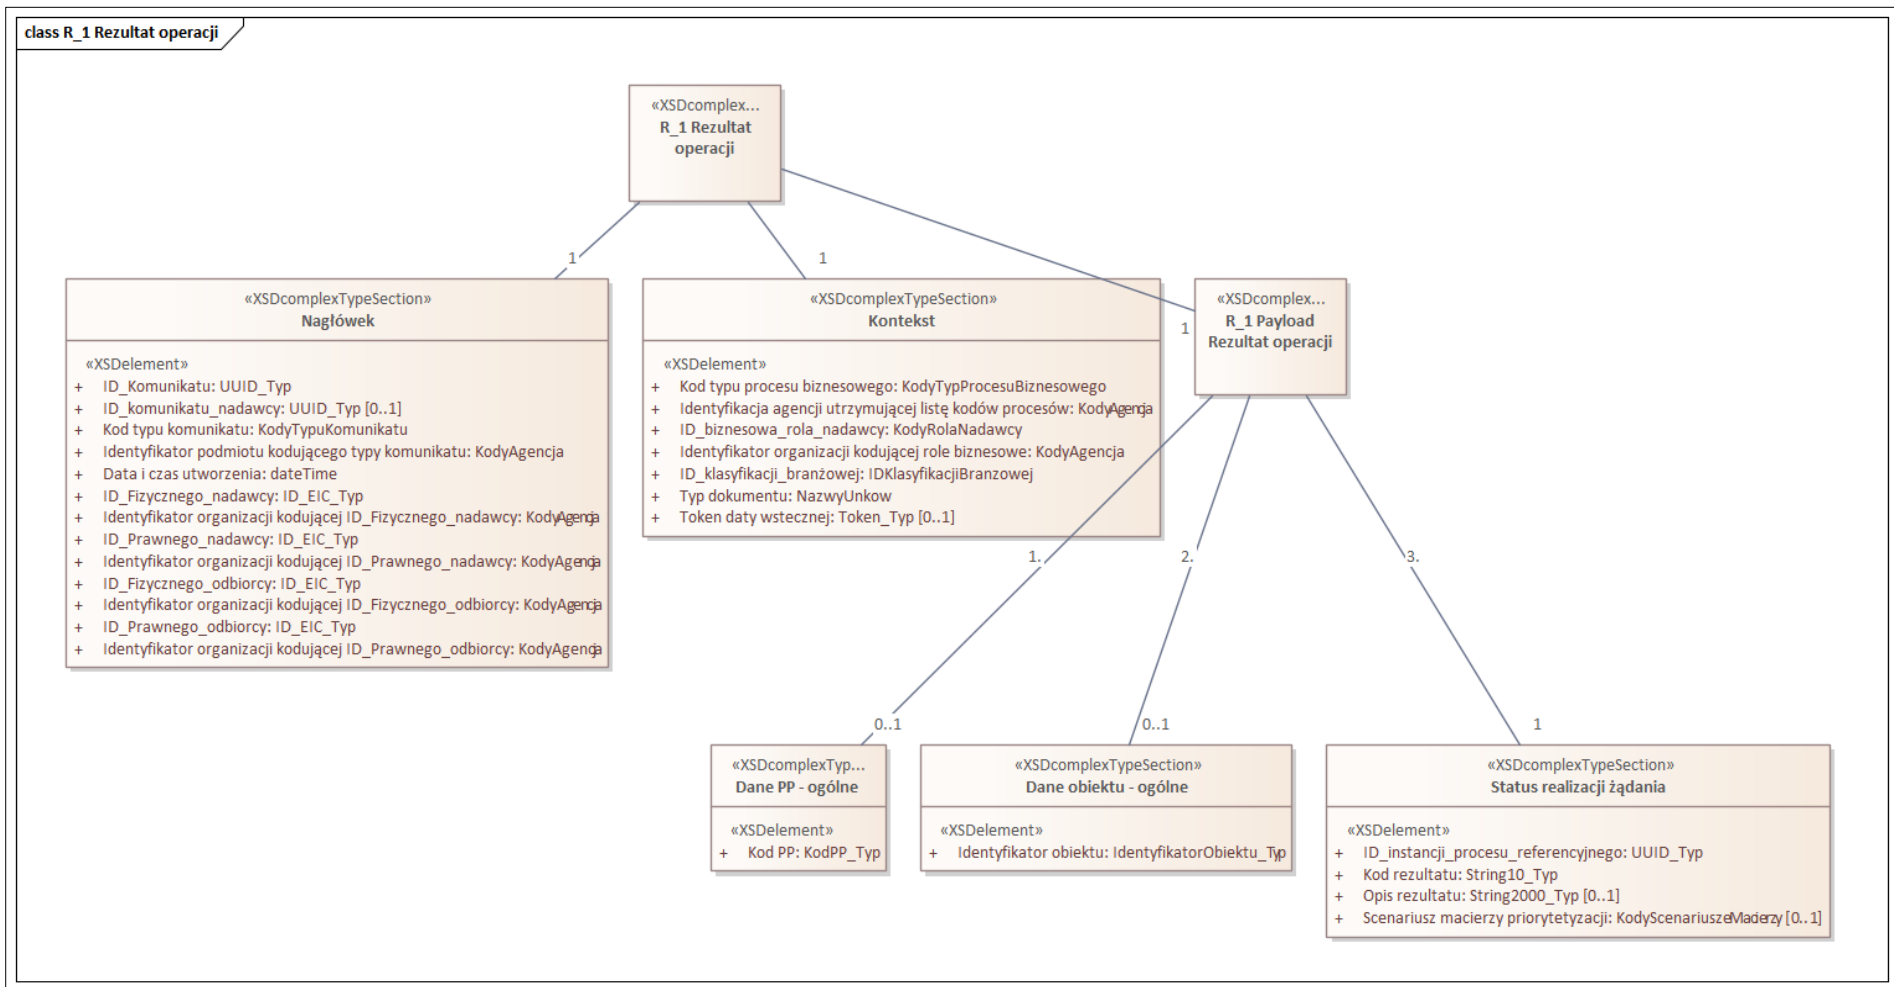 class R_1 Rezultat operacji
«XSDcomplex...
R_1 Rezultat
operacji
1
1
1
«XSDcomplexTypeSection»
Nagłówek
«XSDelement»
+ ID_Komunikatu: UUID_Typ
+ ID_komunikatu_nadawcy: UUID_Typ [0..1]
+ Kod typu komunikatu: KodyTypuKomunikatu
+ Identyfikator podmiotu kodującego typy komunikatu: KodyAgencja
+ Data i czas utworzenia: dateTime
+ ID_Fizycznego_nadawcy: ID_EIC_Typ
+ Identyfikator organizacji kodującej ID_Fizycznego_nadawcy: KodyAgencja
+ ID_Prawnego_nadawcy: ID_EIC_Typ
+ Identyfikator organizacji kodującej ID_Prawnego_nadawcy: KodyAgencja
+ ID_Fizycznego_odbiorcy: ID_EIC_Typ
+ Identyfikator organizacji kodującej ID_Fizycznego_odbiorcy: KodyAgencja
+ ID_Prawnego_odbiorcy: ID_EIC_Typ
+ Identyfikator organizacji kodującej ID_Prawnego_odbiorcy: KodyAgencja
«XSDcomplexTypeSection»
Kontekst
«XSDelement»
+ Kod typu procesu biznesowego: KodyTypProcesuBiznesowego
+ Identyfikacja agencji utrzymującej listę kodów procesów: KodyAgencja
+ ID_biznesowa_rola_nadawcy: KodyRolaNadawcy
+ Identyfikator organizacji kodującej role biznesowe: KodyAgencja
+ ID_klasyfikacji_branżowej: IDKlasyfikacjiBranzowej
+ Typ dokumentu: NazwyUnkow
+ Token daty wstecznej: Token_Typ [0..1]
«XSDcomplex...
R_1 Payload
Rezultat operacji
1.
2.
3.
0..1
0..1
1
«XSDcomplexTyp...
Dane PP - ogólne
«XSDelement»
+ Kod PP: KodPP_Typ
«XSDcomplexTypeSection»
Dane obiektu - ogólne
«XSDelement»
+ Identyfikator obiektu: IdentyfikatorObiektu_Typ
«XSDcomplexTypeSection»
Status realizacji żądania
«XSDelement»
+ ID_instancji_procesu_referencyjnego: UUID_Typ
+ Kod rezultatu: String10_Typ
+ Opis rezultatu: String2000_Typ [0..1]
+ Scenariusz macierzy priorytetyzacji: KodyScenariuszeMacierzy [0..1]